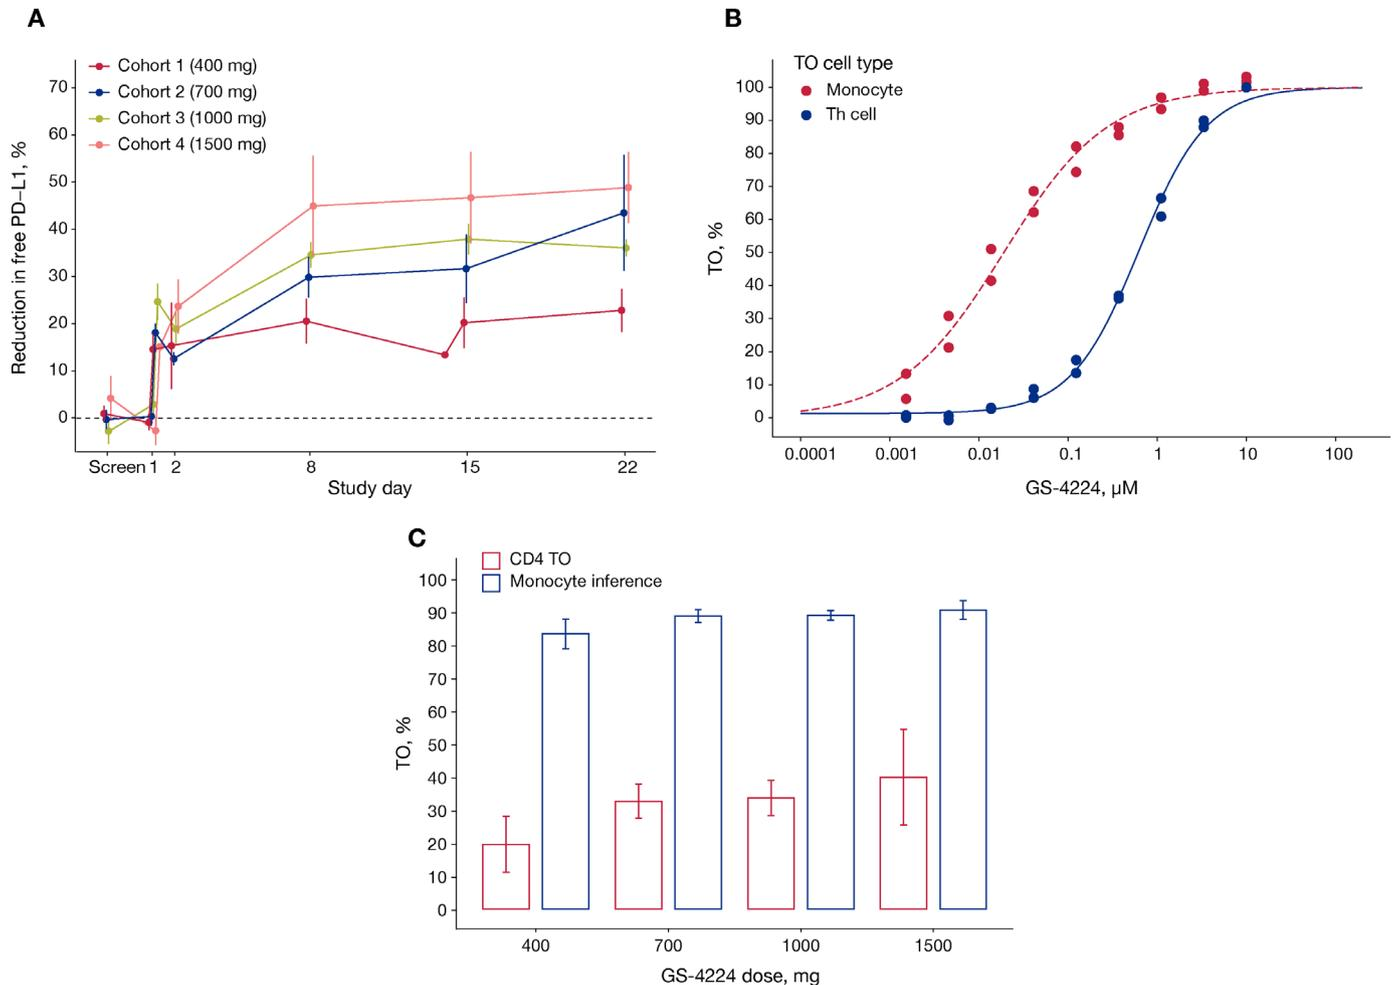 A
Cohort 1 (400 mg)
Cohort 2 (700 mg)
Cohort 3 (1000 mg)
Cohort 4 (1500 mg)
Reduction in free PD–L1, %
70
60
50
40
30
20
10
0
Screen 1 2 8 15 22
Study day
B
TO cell type
Monocyte
Th cell
TO, %
100
90
80
70
60
50
40
30
20
10
0
0.0001 0.001 0.01 0.1 1 10 100
GS-4224, µM
C
CD4 TO
Monocyte inference
TO, %
100
90
80
70
60
50
40
30
20
10
0
400 700 1000 1500
GS-4224 dose, mg